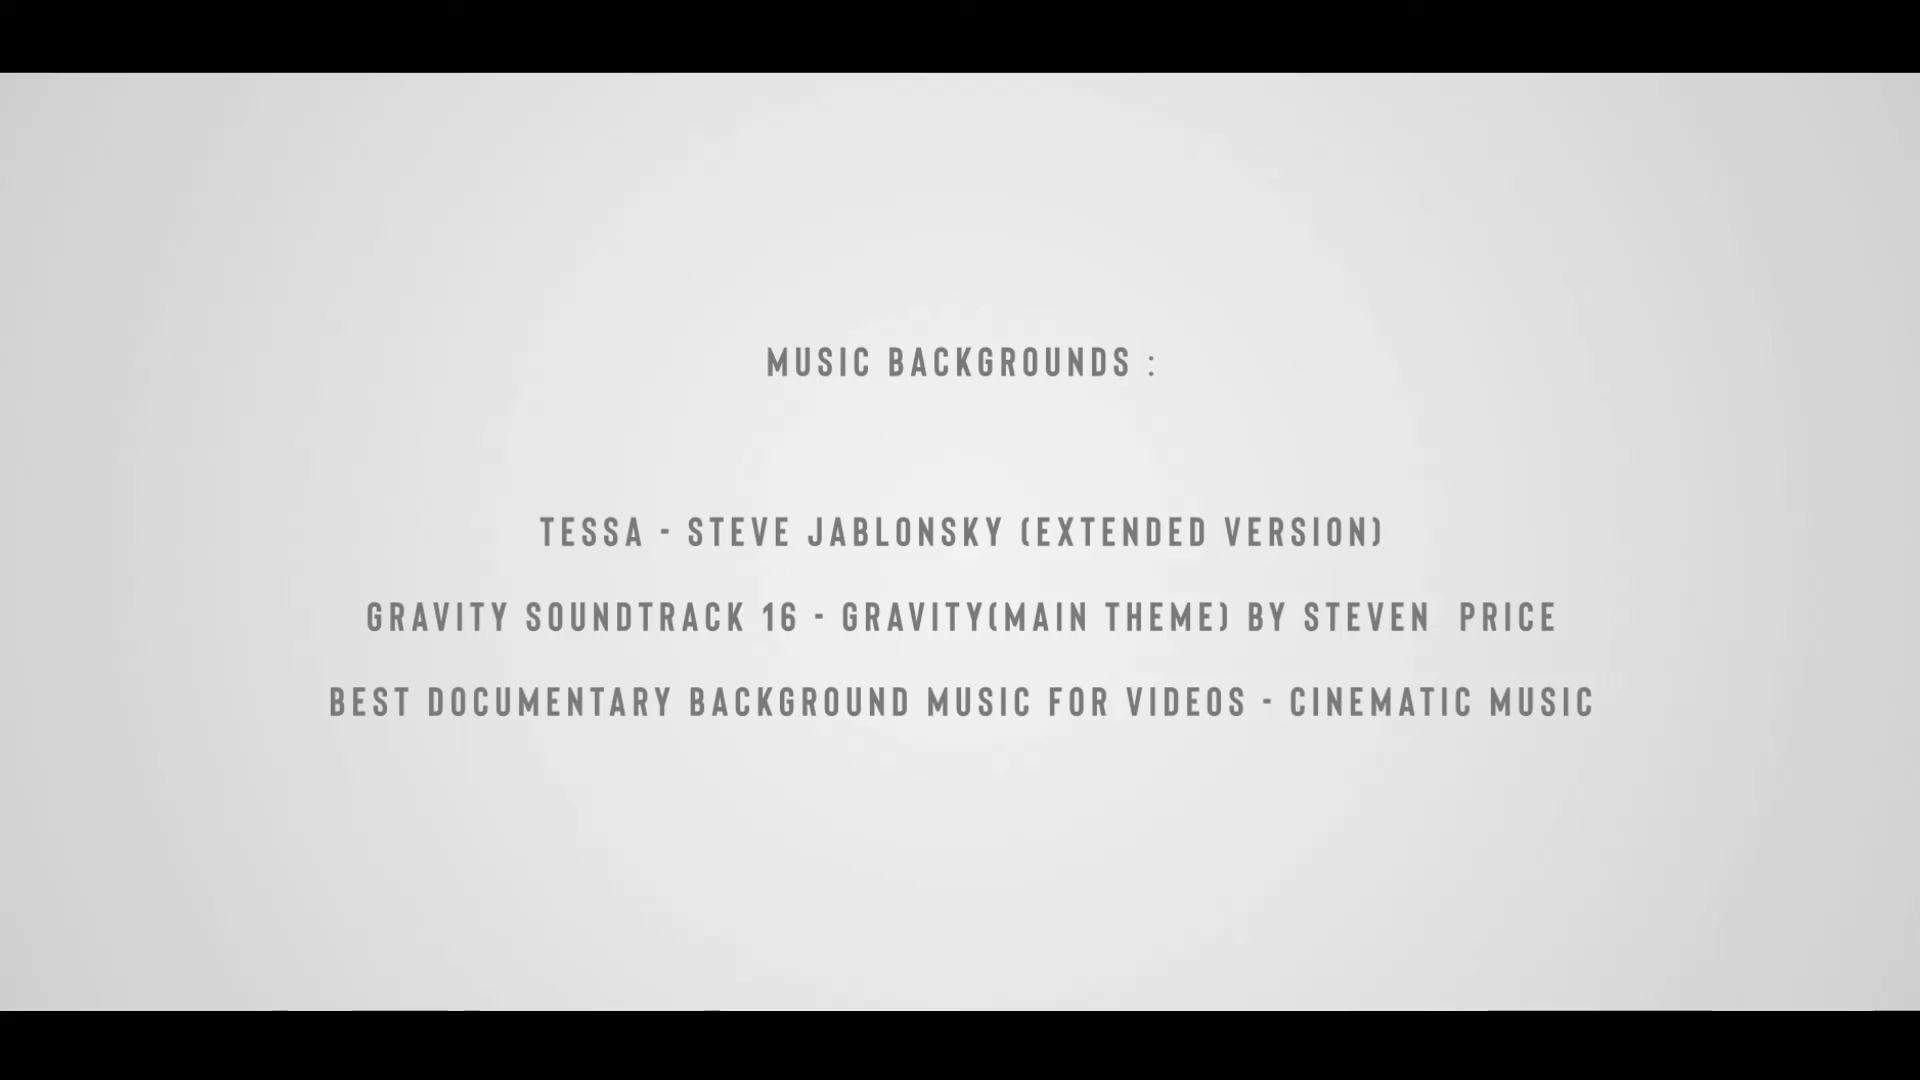 MUSIC BACKGROUNDS :
TESSA - STEVE JABLONSKY (EXTENDED VERSION)
GRAVITY SOUNDTRACK 16 - GRAVITY(MAIN THEME) BY STEVEN  PRICE
BEST DOCUMENTARY BACKGROUND MUSIC FOR VIDEOS - CINEMATIC MUSIC